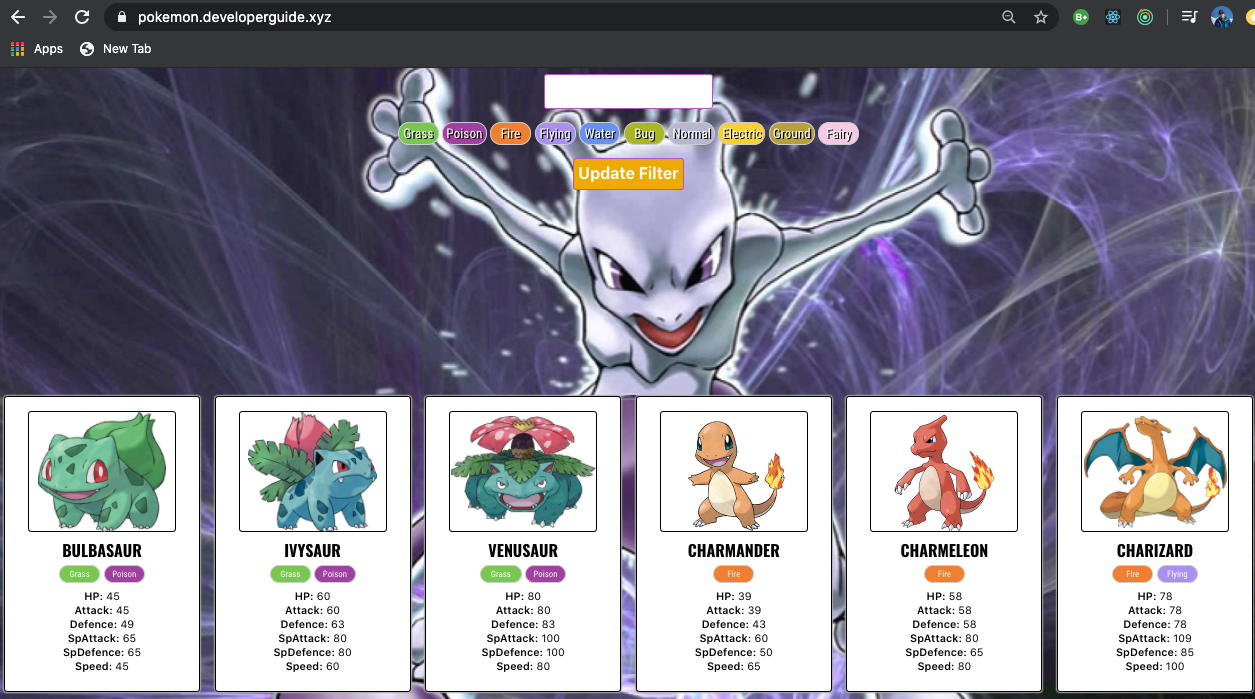 pokemon.developerguide.xyz
B+
Apps
New Tab
Grass Poison Fire Flying Water Bug Normal Electric Ground Fairy
Update Filter
BULBASAUR
Grass Poison
HP: 45
Attack: 45
Defence: 49
SpAttack: 65
SpDefence: 65
Speed: 45
IVYSAUR
Grass Poison
HP: 60
Attack: 60
Defence: 63
SpAttack: 80
SpDefence: 80
Speed: 60
VENUSAUR
Grass Poison
HP: 80
Attack: 80
Defence: 83
SpAttack: 100
SpDefence: 100
Speed: 80
CHARMANDER
Fire
HP: 39
Attack: 39
Defence: 43
SpAttack: 60
SpDefence: 50
Speed: 65
CHARMELEON
Fire
HP: 58
Attack: 58
Defence: 58
SpAttack: 80
SpDefence: 65
Speed: 80
CHARIZARD
Fire Flying
HP: 78
Attack: 78
Defence: 78
SpAttack: 109
SpDefence: 85
Speed: 100